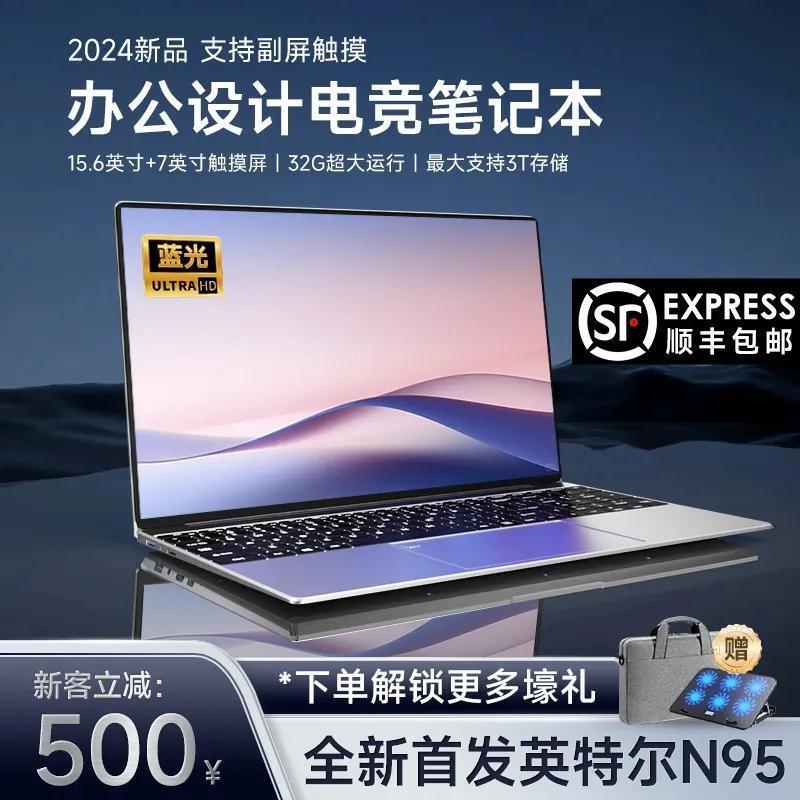 2024新品 支持副屏触摸
办公设计电竞笔记本
15.6英寸+7英寸触摸屏 | 32G超大运行 | 最大支持3T存储
蓝光
ULTRA HD
SF EXPRESS
顺丰包邮
赠
新客立减:
500¥
*下单解锁更多壕礼
全新首发英特尔N95